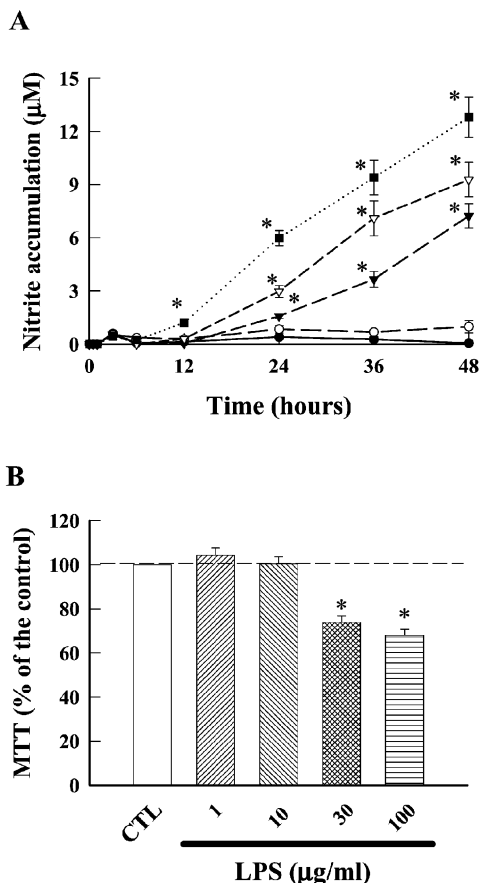 A
Nitrite accumulation (μM)
15
12
9
6
3
0
* * * * * * * * *
0 12 24 36 48
Time (hours)
B
MTT (% of the control)
120
100
80
60
40
20
0
* *
CTL 1 10 30 100
LPS (μg/ml)